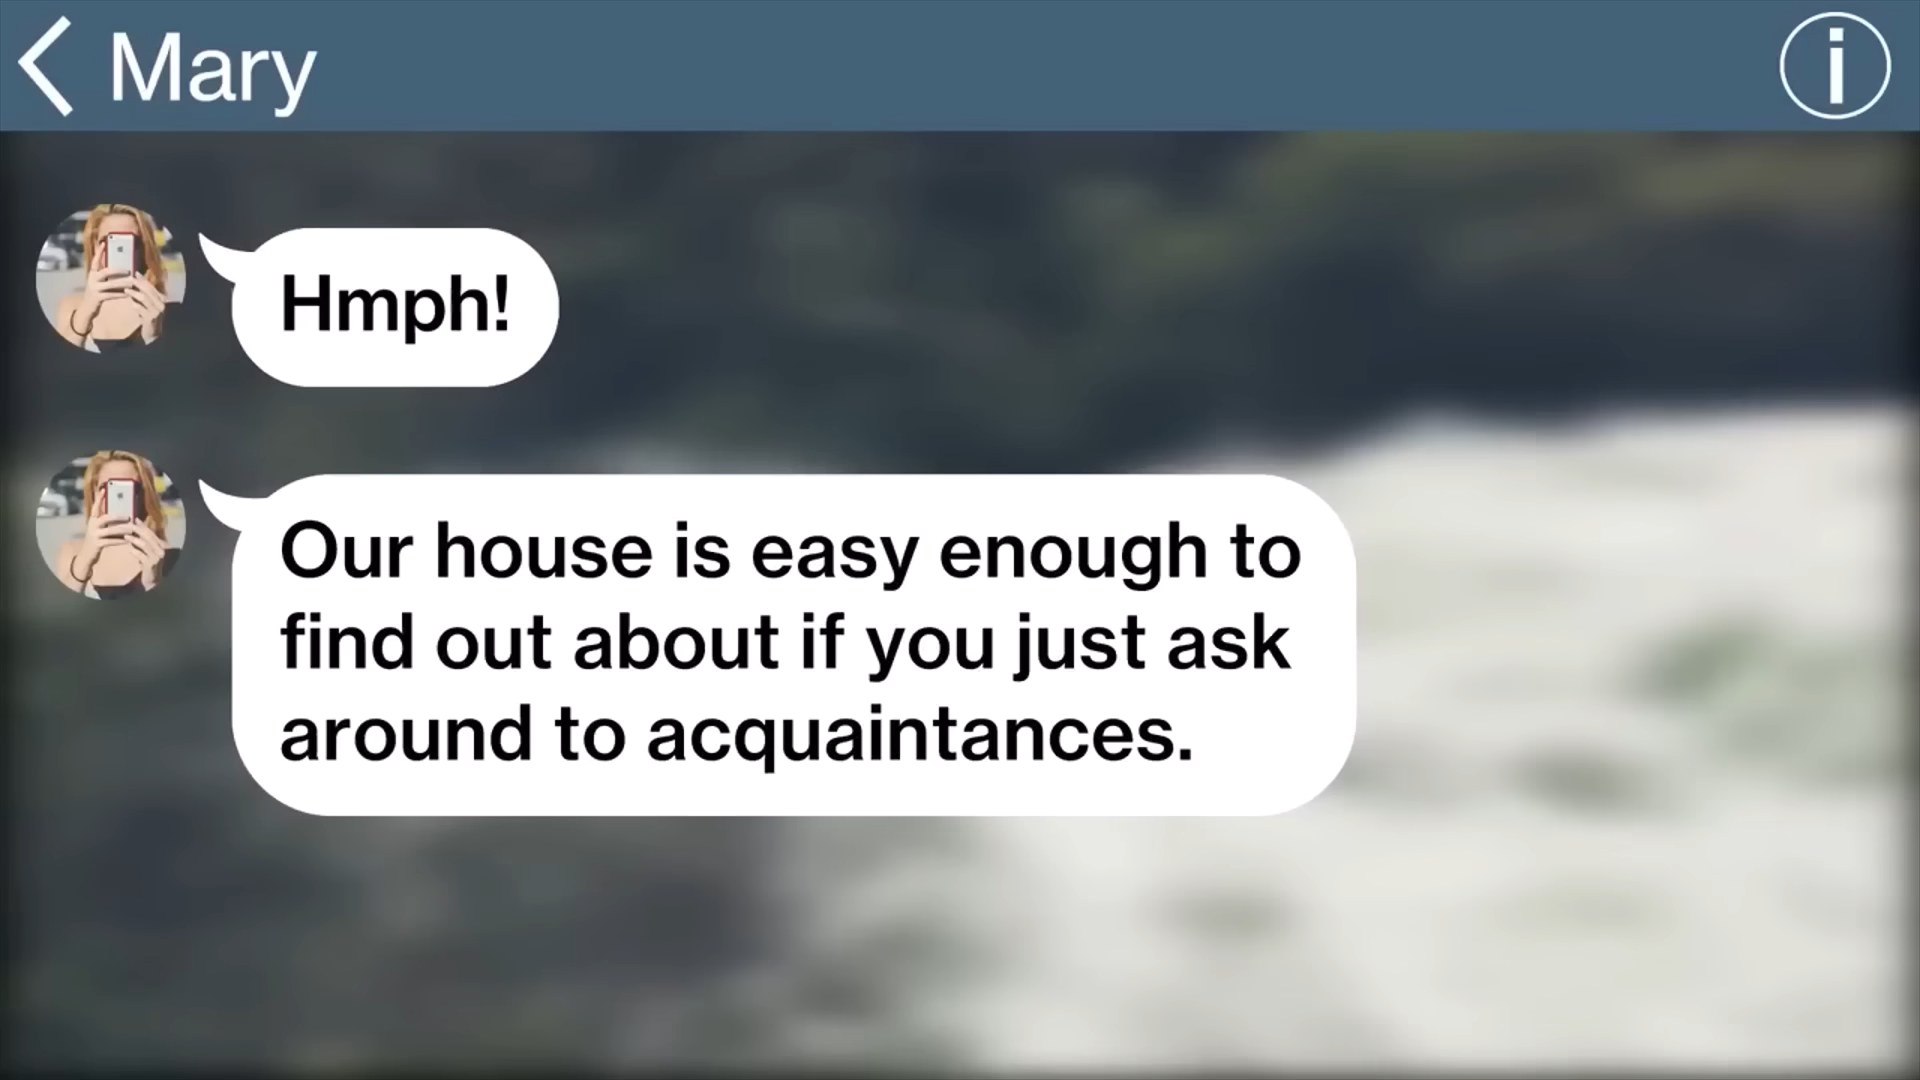 Mary
Hmph!
Our house is easy enough to
find out about if you just ask
around to acquaintances.